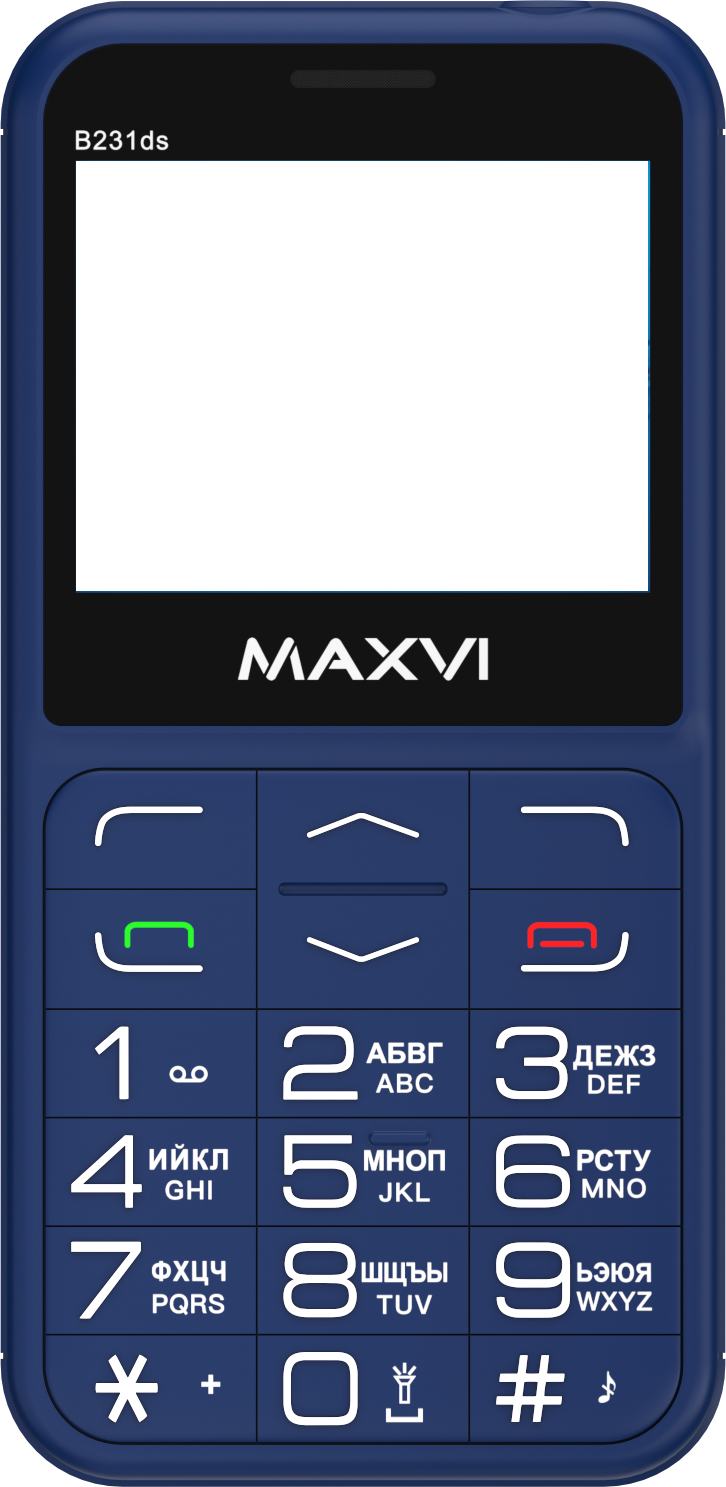 B231ds
MAXVI
1
2 АБВГ
ABC
3 ДЕЖЗ
DEF
4 ИЙКЛ
GHI
5 МНОП
JKL
6 РСТУ
MNO
7 ФХЦЧ
PQRS
8 ШЩЪЫ
TUV
9 ЬЭЮЯ
WXYZ
* +
0
#